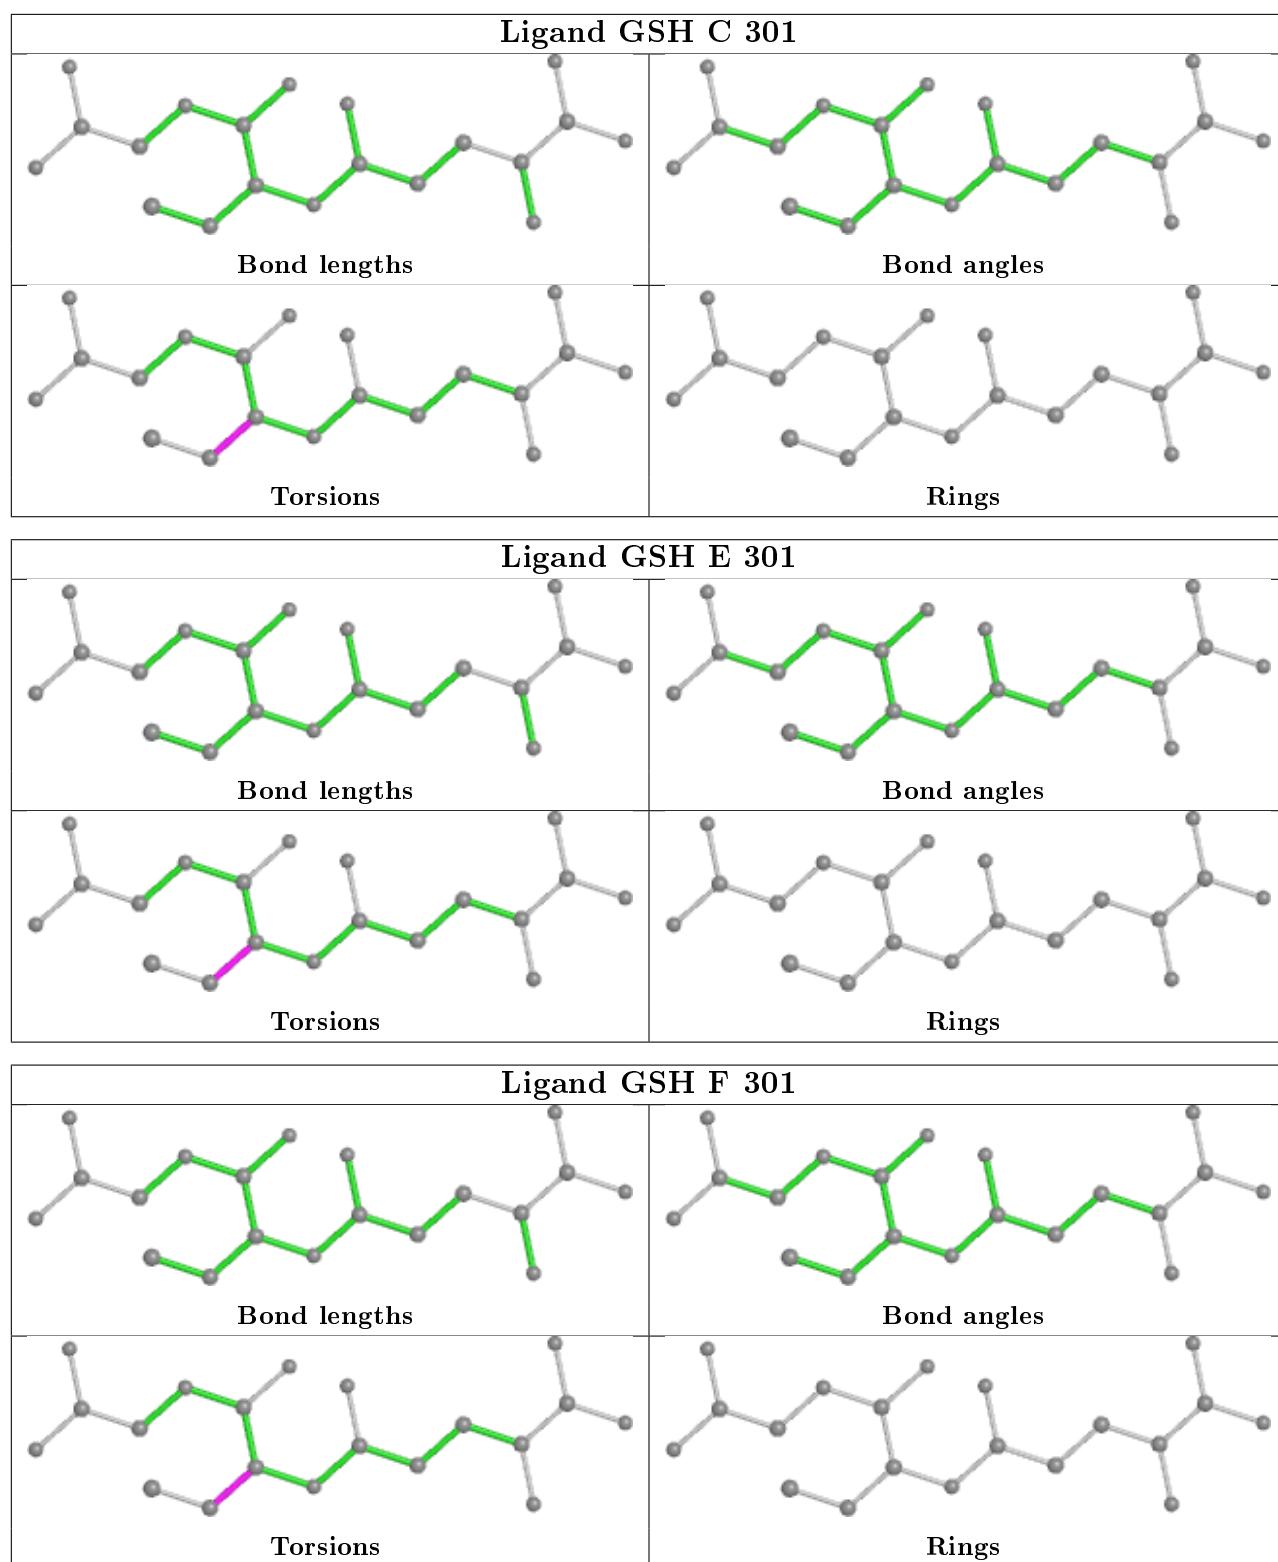 Ligand GSH C 301
Bond lengths
Bond angles
Torsions
Rings
Ligand GSH E 301
Bond lengths
Bond angles
Torsions
Rings
Ligand GSH F 301
Bond lengths
Bond angles
Torsions
Rings